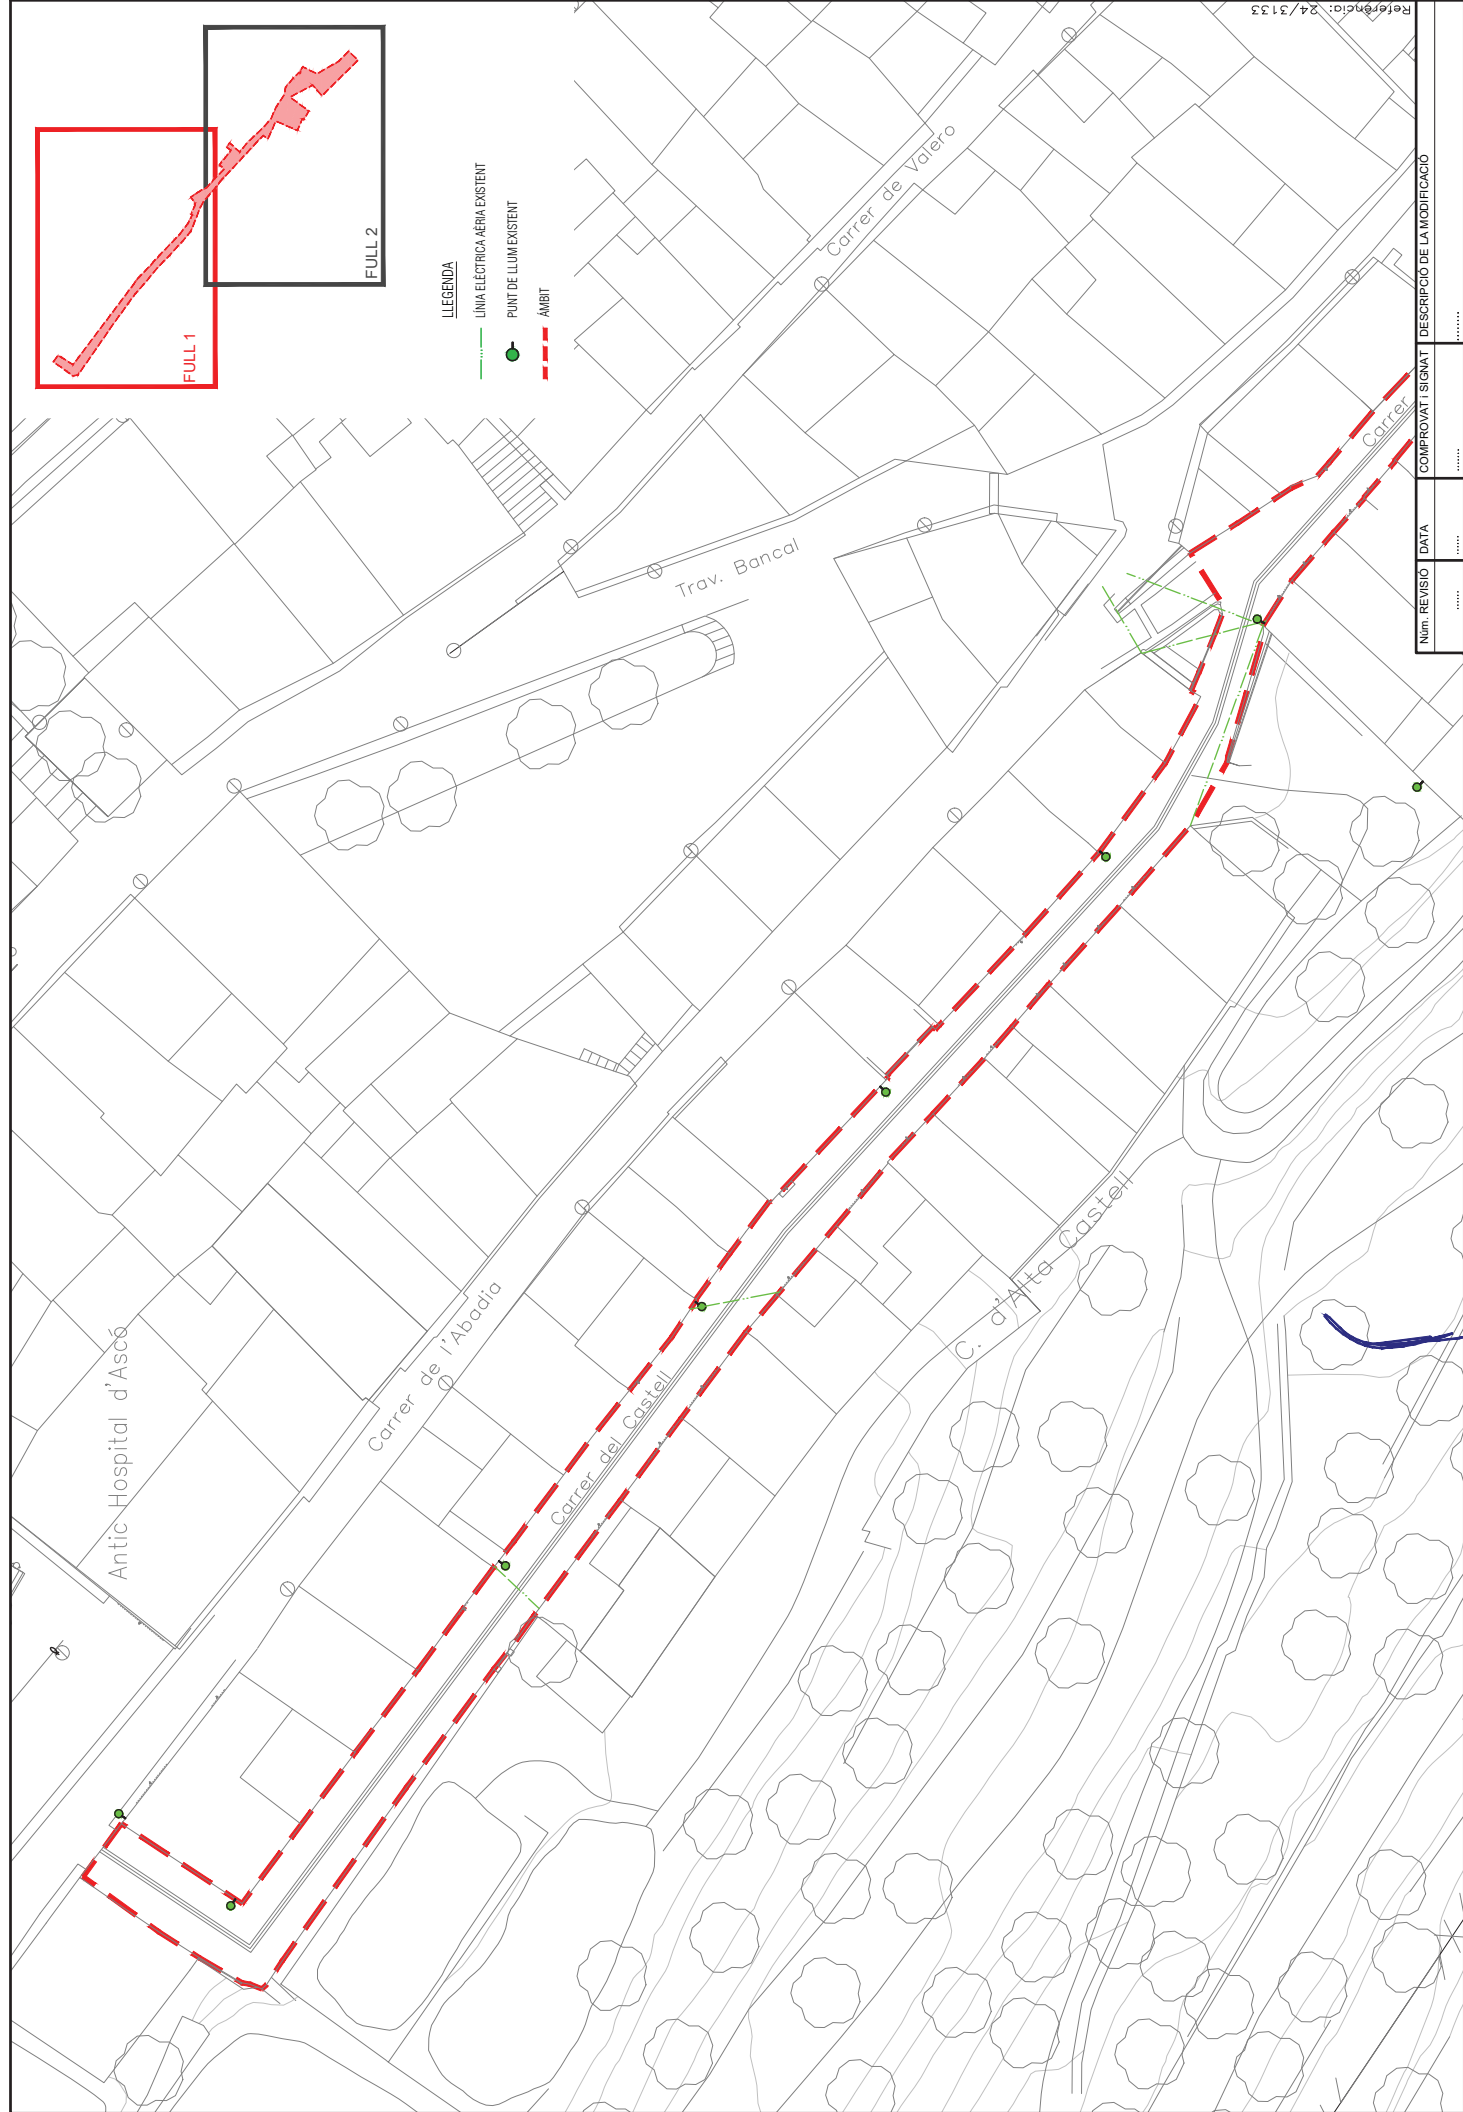 FULL 1
FULL 2
LLEGENDA
LÍNIA ELÈCTRICA AÈRIA EXISTENT
PUNT DE LLUM EXISTENT
ÀMBIT
Antic Hospital d'Ascó
Carrer de l'Abadia
Carrer del Castell
C. d'Alta Castell
Trav. Bancal
Carrer de Valero
Carrer
Referència: 24/3133
Núm. REVISIÓ DATA COMPROVAT i SIGNAT DESCRIPCIÓ DE LA MODIFICACIÓ
...... ...... ....... .........